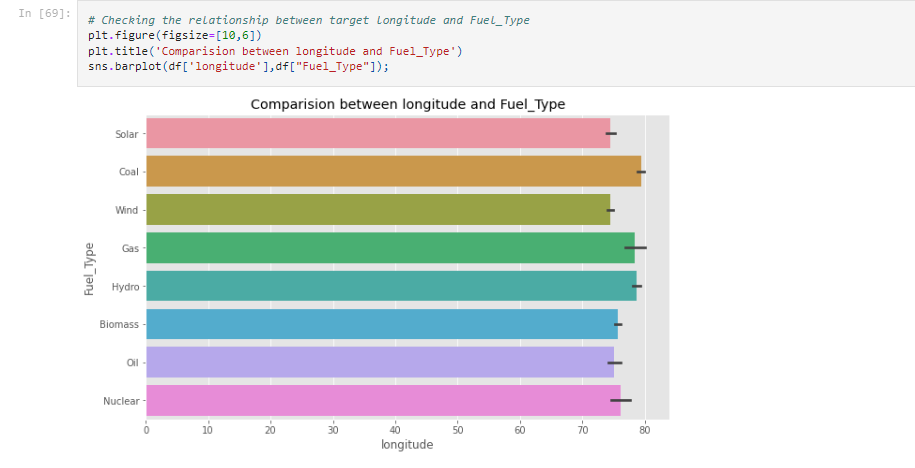 In [69]:
# Checking the relationship between target longitude and Fuel_Type
plt.figure(figsize=[10,6])
plt.title('Comparision between longitude and Fuel_Type')
sns.barplot(df['longitude'],df["Fuel_Type"]);
Comparision between longitude and Fuel_Type
Solar
Coal
Wind
Gas
Hydro
Biomass
Oil
Nuclear
Fuel_Type
0 10 20 30 40 50 60 70 80
longitude